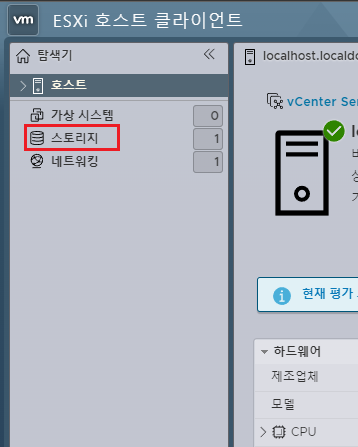 vm ESXi 호스트 클라이언트
탐색기
호스트
가상 시스템 0
스토리지 1
네트워킹 1
localhost.localdo
vCenter Ser
현재 평가
하드웨어
제조업체
모델
CPU